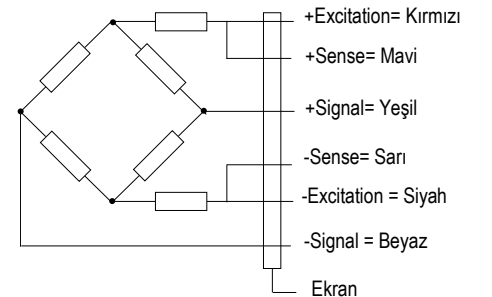 +Excitation= Kırmızı
+Sense= Mavi
+Signal= Yeşil
-Sense= Sarı
-Excitation = Siyah
-Signal = Beyaz
Ekran